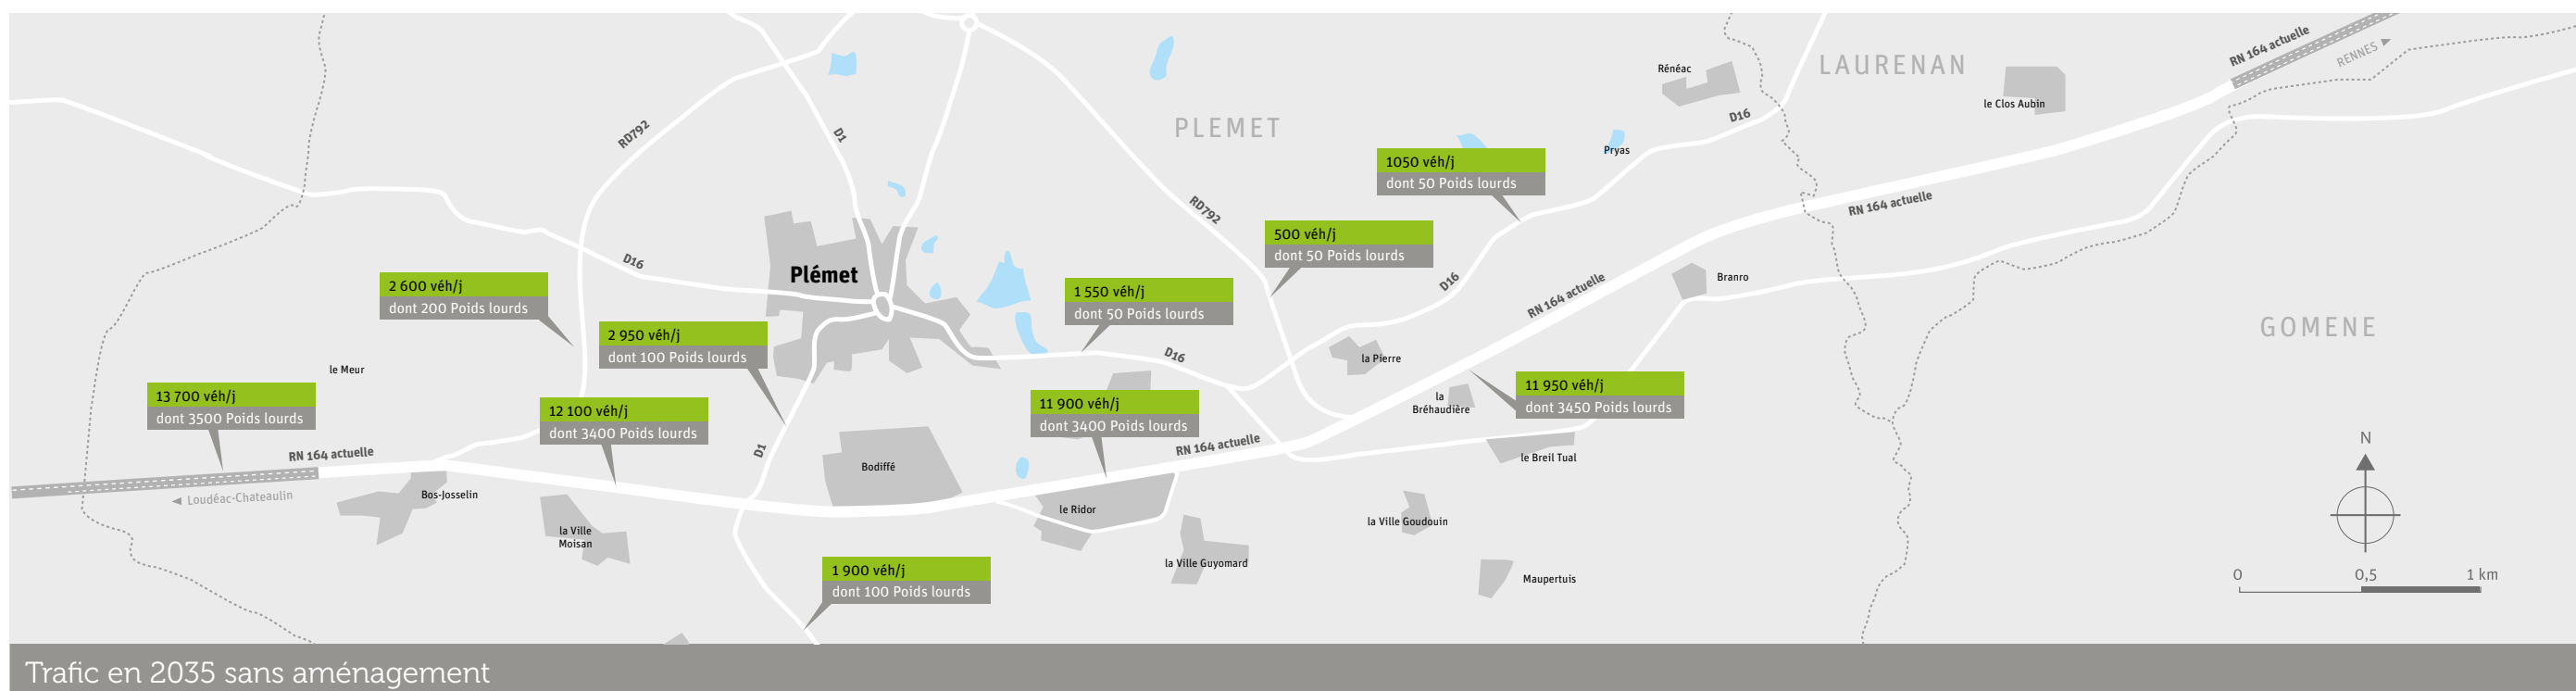 RN 164 actuelle
RENNES
LAURENAN
Rénéac
le Clos Aubin
PLEMET
D16
RD792
D1
1050 véh/j
dont 50 Poids lourds
Pryas
RD792
RN 164 actuelle
500 véh/j
dont 50 Poids lourds
D16
Plémet
2 600 véh/j
dont 200 Poids lourds
1 550 véh/j
dont 50 Poids lourds
D16
RN 164 actuelle
Branro
GOMENE
2 950 véh/j
dont 100 Poids lourds
D16
la Pierre
le Meur
13 700 véh/j
dont 3500 Poids lourds
12 100 véh/j
dont 3400 Poids lourds
11 900 véh/j
dont 3400 Poids lourds
la
Bréhaudière
11 950 véh/j
dont 3450 Poids lourds
RN 164 actuelle
D1
RN 164 actuelle
Bodiffé
le Breil Tual
Loudéac-Chateaulin
Bos-Josselin
la Ville
Moisan
le Ridor
la Ville Goudouin
la Ville Guyomard
Maupertuis
1 900 véh/j
dont 100 Poids lourds
N
0
0,5
1 km
Trafic en 2035 sans aménagement